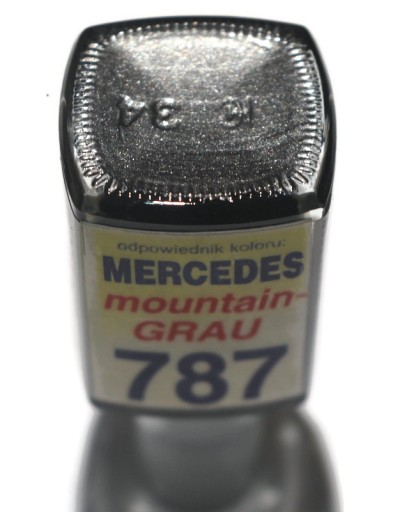 odpowiednik koloru:
MERCEDES
mountain-
GRAU
787